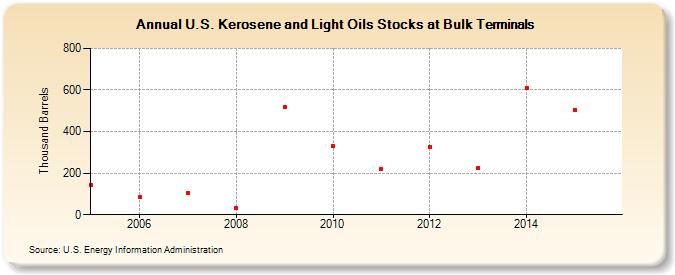 Annual U.S. Kerosene and Light Oils Stocks at Bulk Terminals
Thousand Barrels
800
600
400
200
0
2006 2008 2010 2012 2014
Source: U.S. Energy Information Administration